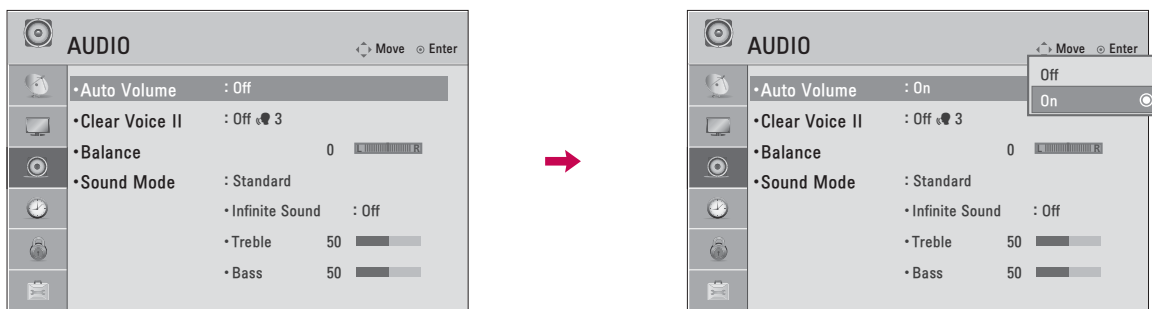 AUDIO
Move Enter
•Auto Volume : Off
•Clear Voice II : Off 3
•Balance 0 L R
•Sound Mode : Standard
•Infinite Sound : Off
•Treble 50
•Bass 50
AUDIO
Move Enter
•Auto Volume : On
Off
On
•Clear Voice II : Off 3
•Balance 0 L R
•Sound Mode : Standard
•Infinite Sound : Off
•Treble 50
•Bass 50